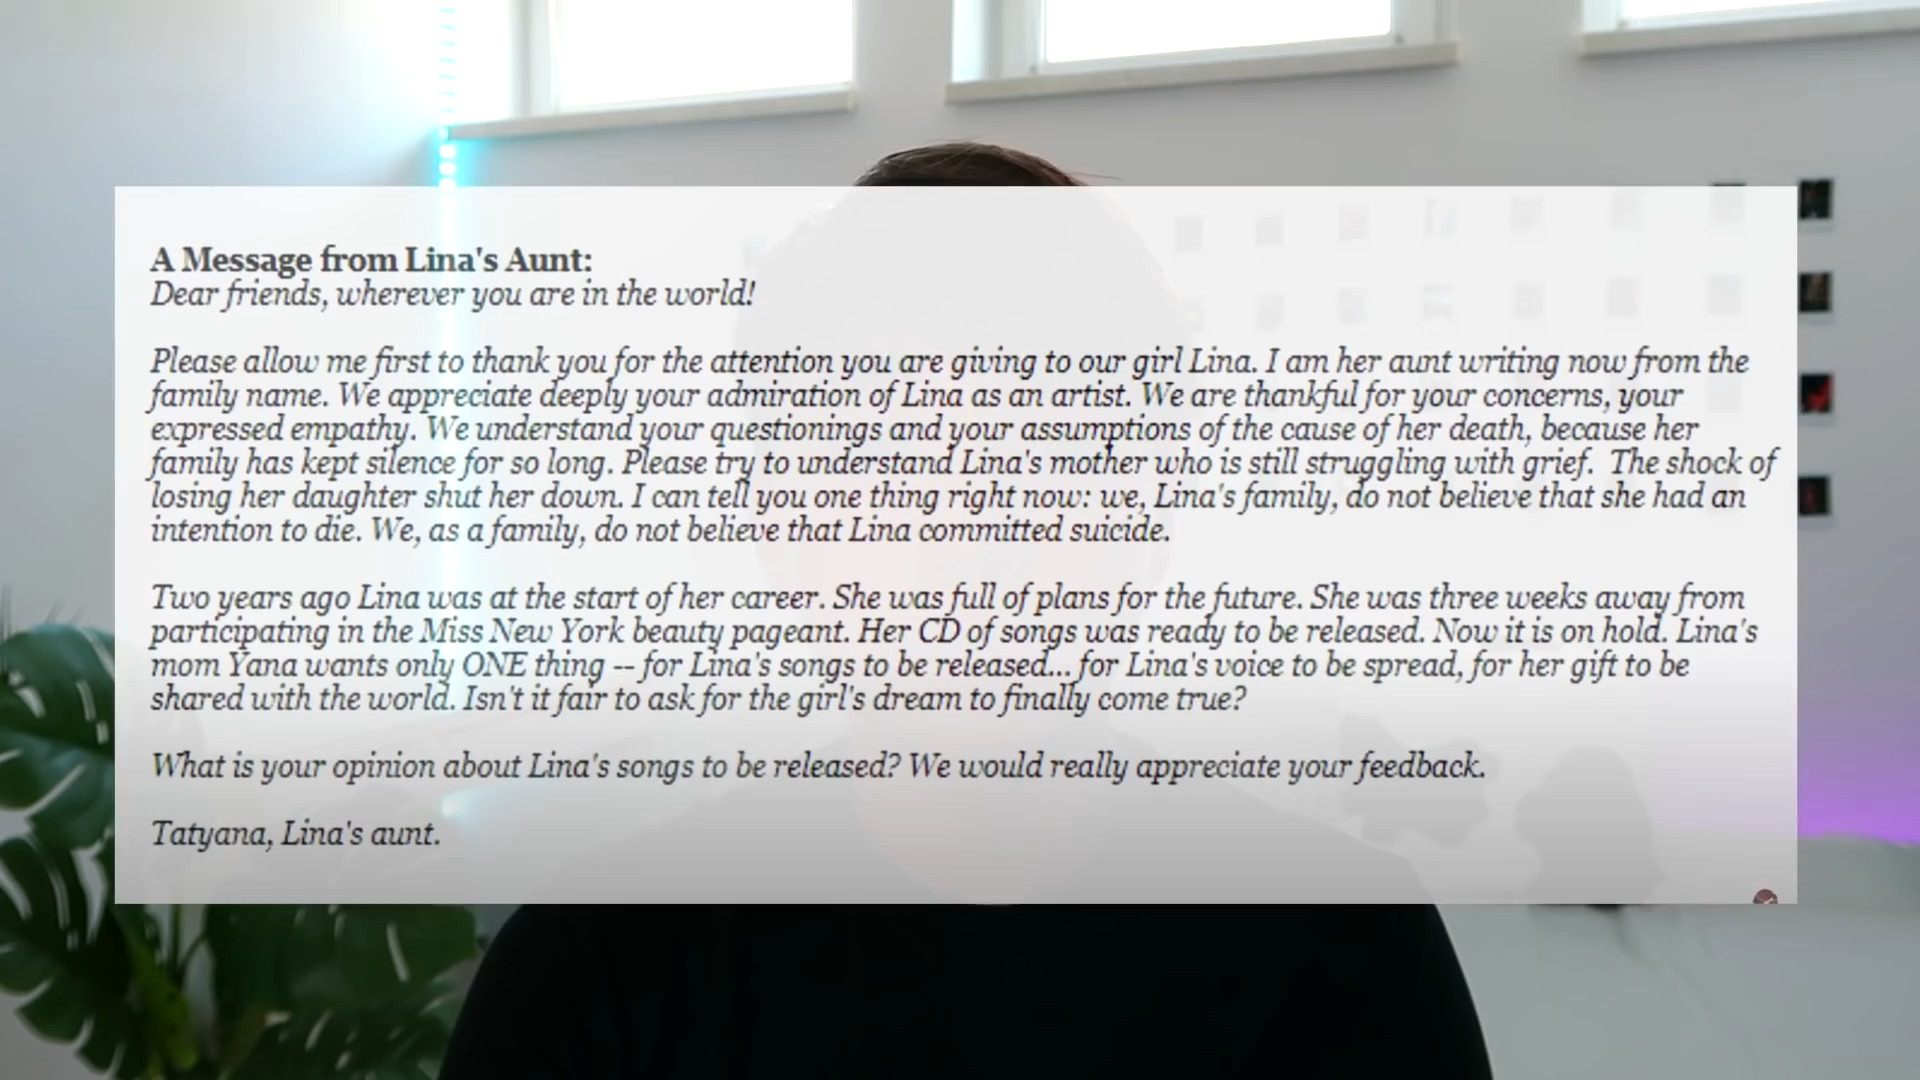 A Message from Lina's Aunt:
Dear friends, wherever you are in the world!
Please allow me first to thank you for the attention you are giving to our girl Lina. I am her aunt writing now from the
family name. We appreciate deeply your admiration of Lina as an artist. We are thankful for your concerns, your
expressed empathy. We understand your questionings and your assumptions of the cause of her death, because her
family has kept silence for so long. Please try to understand Lina's mother who is still struggling with grief. The shock of
losing her daughter shut her down. I can tell you one thing right now: we, Lina's family, do not believe that she had an
intention to die. We, as a family, do not believe that Lina committed suicide.
Two years ago Lina was at the start of her career. She was full of plans for the future. She was three weeks away from
participating in the Miss New York beauty pageant. Her CD of songs was ready to be released. Now it is on hold. Lina's
mom Yana wants only ONE thing -- for Lina's songs to be released... for Lina's voice to be spread, for her gift to be
shared with the world. Isn't it fair to ask for the girl's dream to finally come true?
What is your opinion about Lina's songs to be released? We would really appreciate your feedback.
Tatyana, Lina's aunt.